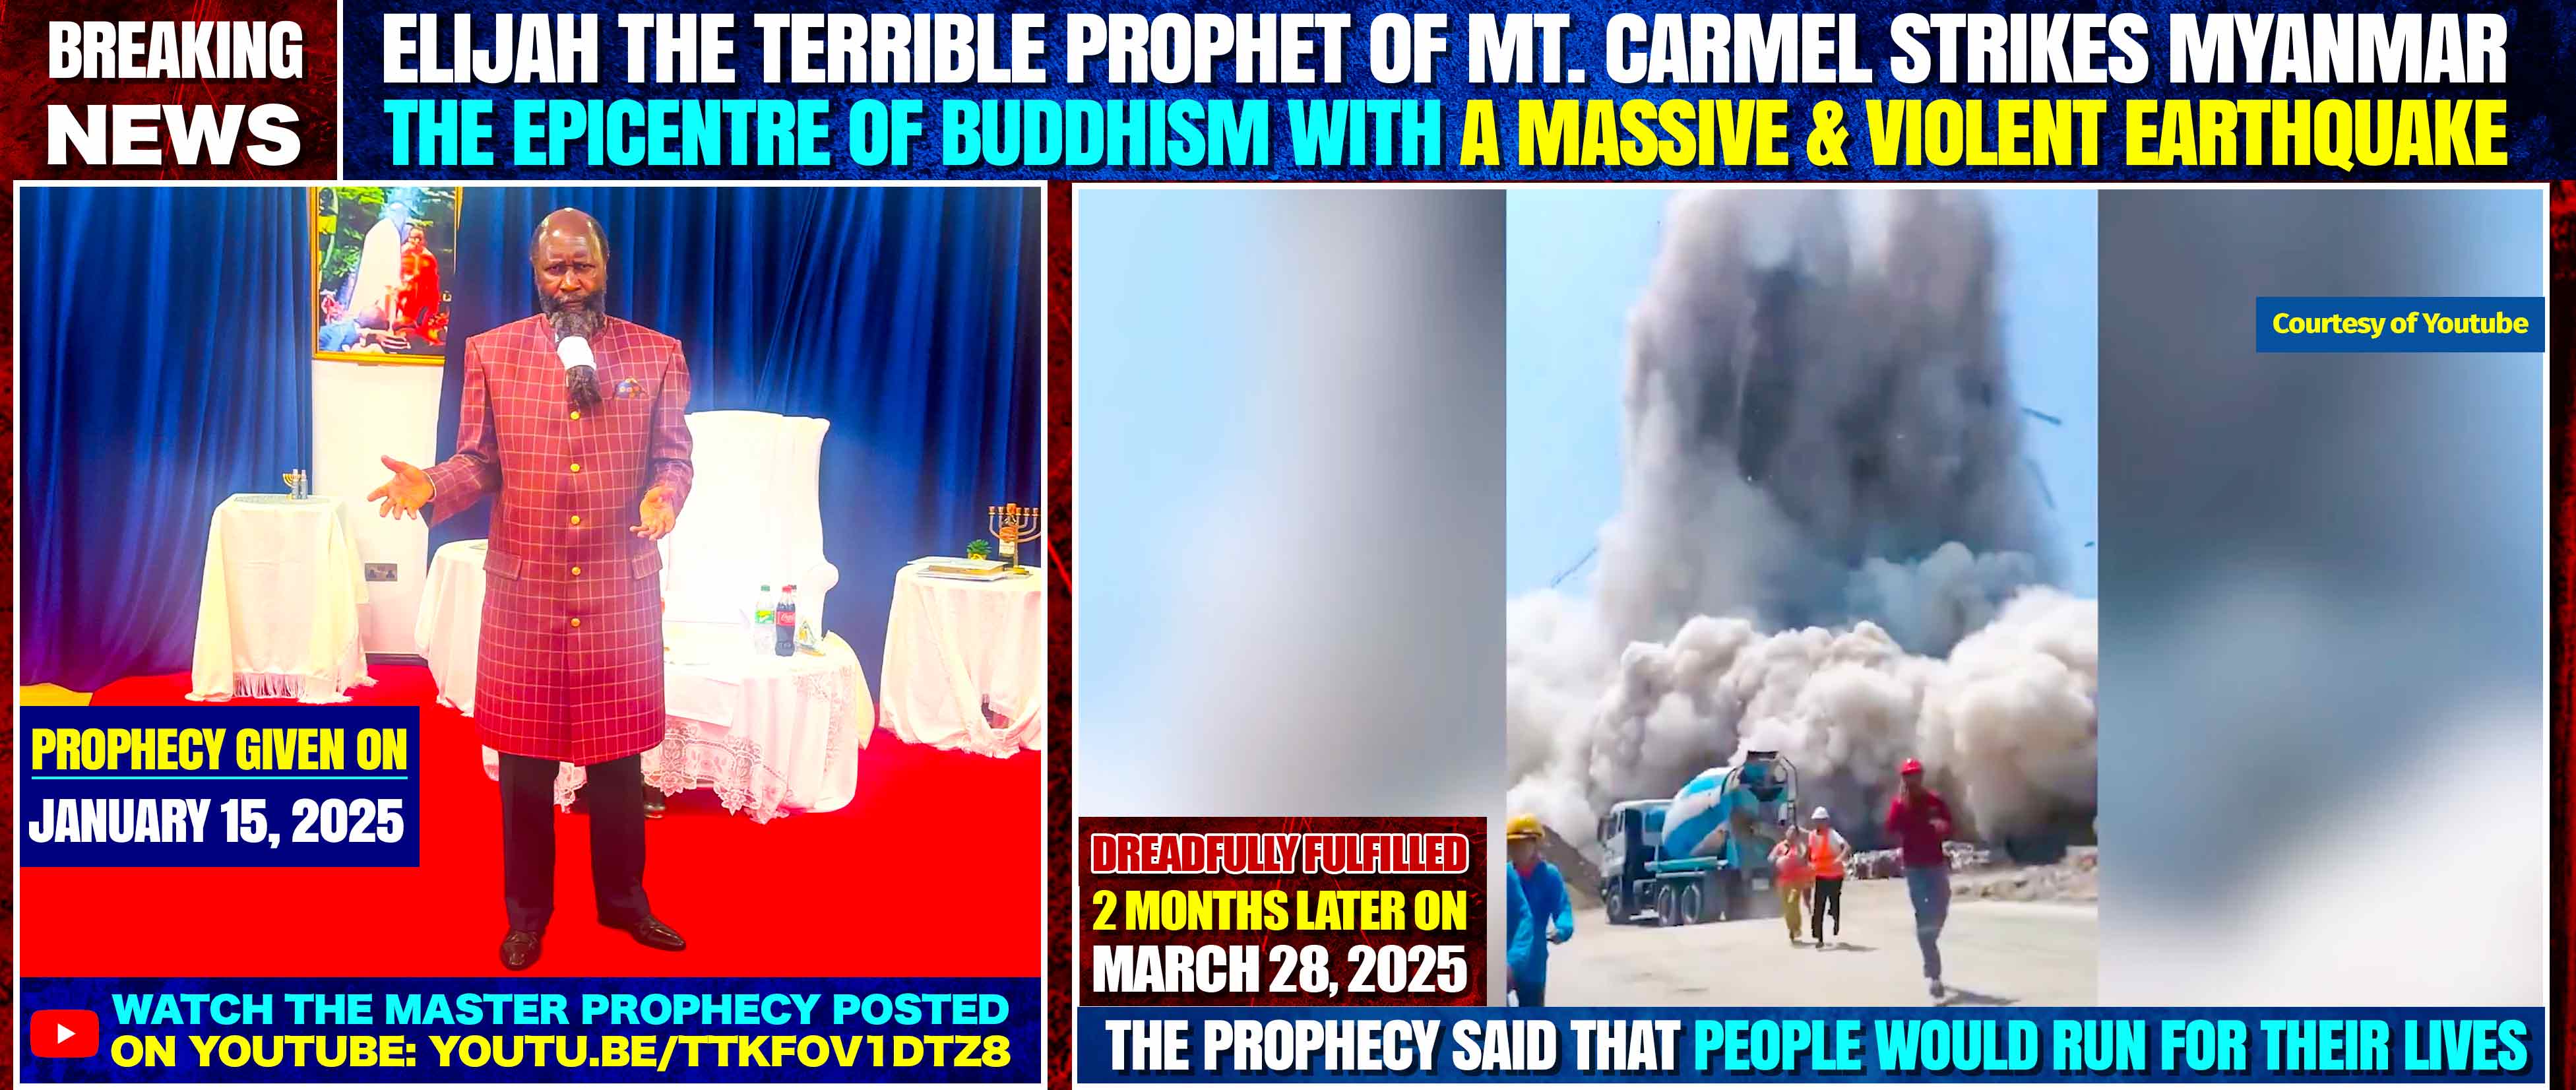 BREAKING
NEWS
ELIJAH THE TERRIBLE PROPHET OF MT. CARMEL STRIKES MYANMAR
THE EPICENTRE OF BUDDHISM WITH A MASSIVE & VIOLENT EARTHQUAKE
Courtesy of Youtube
PROPHECY GIVEN ON
JANUARY 15, 2025
WATCH THE MASTER PROPHECY POSTED
ON YOUTUBE: YOUTU.BE/TTKFOV1DTZ8
DREADFULLY FULFILLED
2 MONTHS LATER ON
MARCH 28, 2025
THE PROPHECY SAID THAT PEOPLE WOULD RUN FOR THEIR LIVES